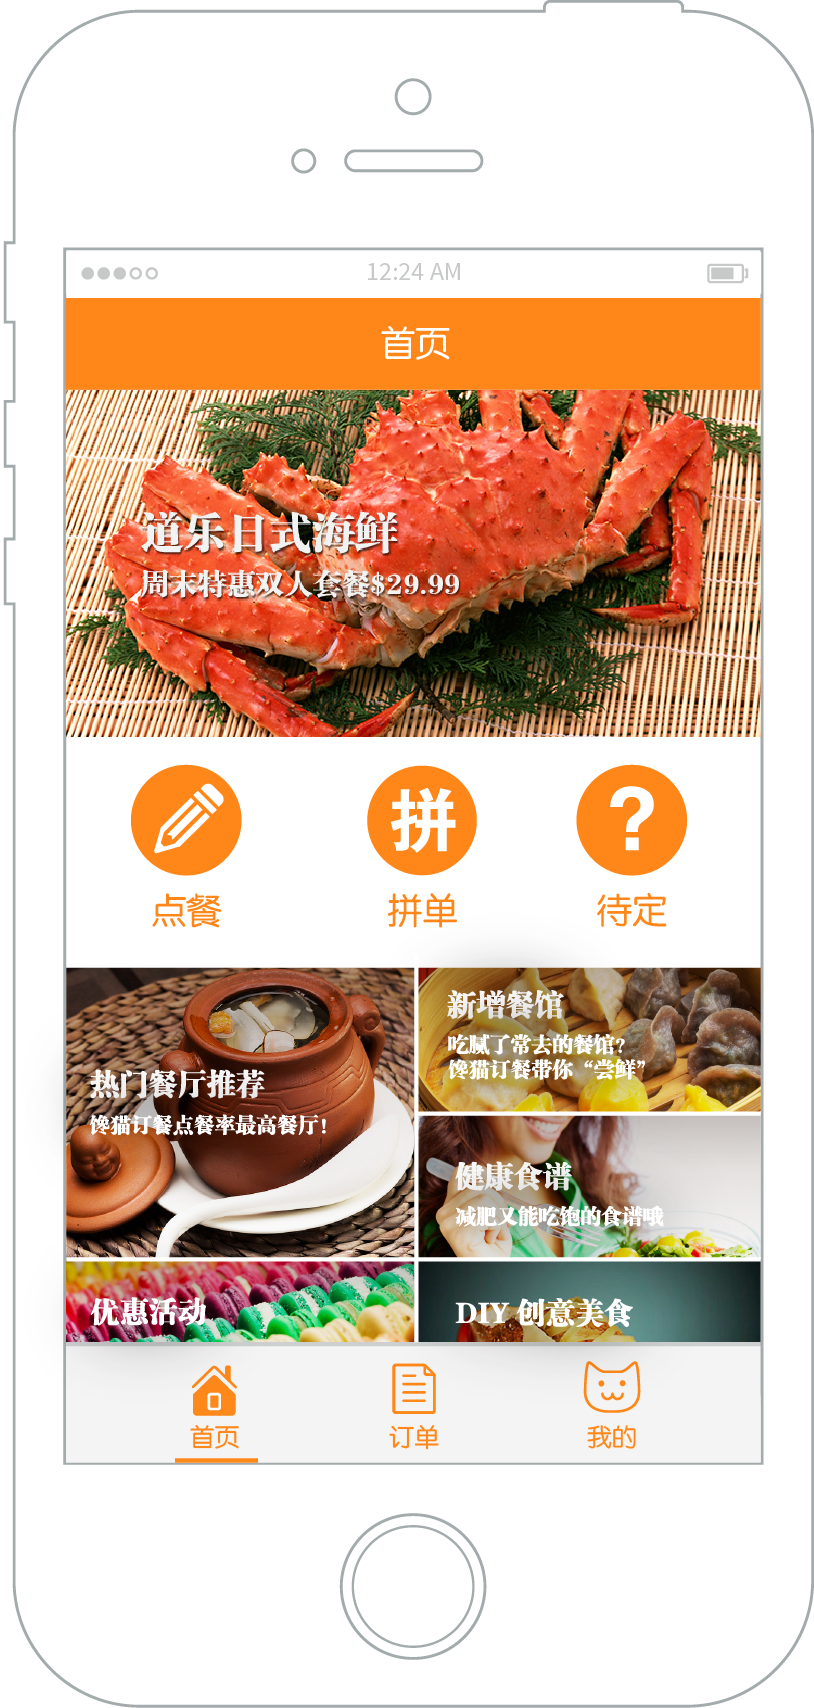 12:24 AM
首页
道乐日式海鲜
周末特惠双人套餐$29.99
拼
?
点餐
拼单
待定
热门餐厅推荐
馋猫订餐点餐率最高餐厅!
新增餐馆
吃腻了常去的餐馆?
馋猫订餐带你“尝鲜”
健康食谱
减肥又能吃饱的食谱哦
优惠活动
DIY 创意美食
首页
订单
我的